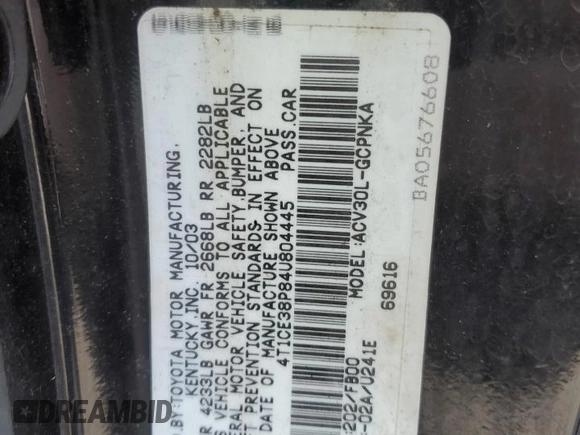 BY:TOYOTA MOTOR MANUFACTURING,
KENTUCKY,INC. 10/03
4233LB GAWR FR 2668LB RR 2282LB
VEHICLE CONFORMS TO ALL APPLICABLE
MOTOR VEHICLE SAFETY,BUMPER, AND
PREVENTION STANDARDS IN EFFECT ON
DATE OF MANUFACTURE SHOWN ABOVE
4T1CE38P84U804445 PASS.CAR
202/FB00 MODEL:ACV30L-GCPNKA
-02A/U241E 69616
BA05676608
DREAMBID